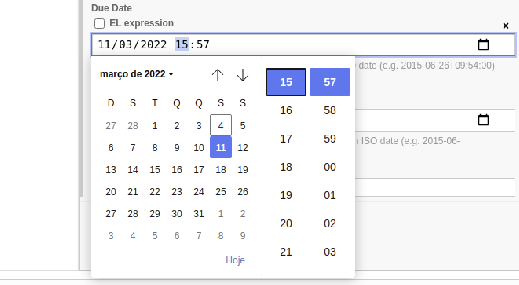 Due Date
EL expression
x
11/03/2022 15:57
date (e.g. 2015-06-26T09:54:00)
março de 2022
D S T Q Q S S
27 28 1 2 3 4 5
6 7 8 9 10 11 12
13 14 15 16 17 18 19
20 21 22 23 24 25 26
27 28 29 30 31 1 2
3 4 5 6 7 8 9
Hoje
15 57
16 58
17 59
18 00
19 01
20 02
21 03
ISO date (e.g. 2015-06-